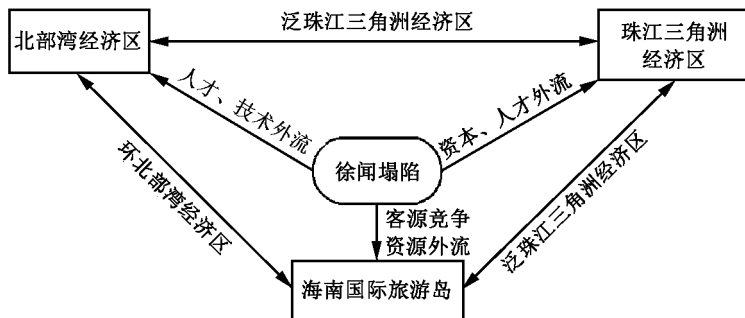 泛珠江三角洲经济区
北部湾经济区
珠江三角洲
经济区
人才、技术外流
资本、人才外流
徐闻塌陷
环北部湾经济区
客源竞争
资源外流
泛珠江三角洲经济区
海南国际旅游岛